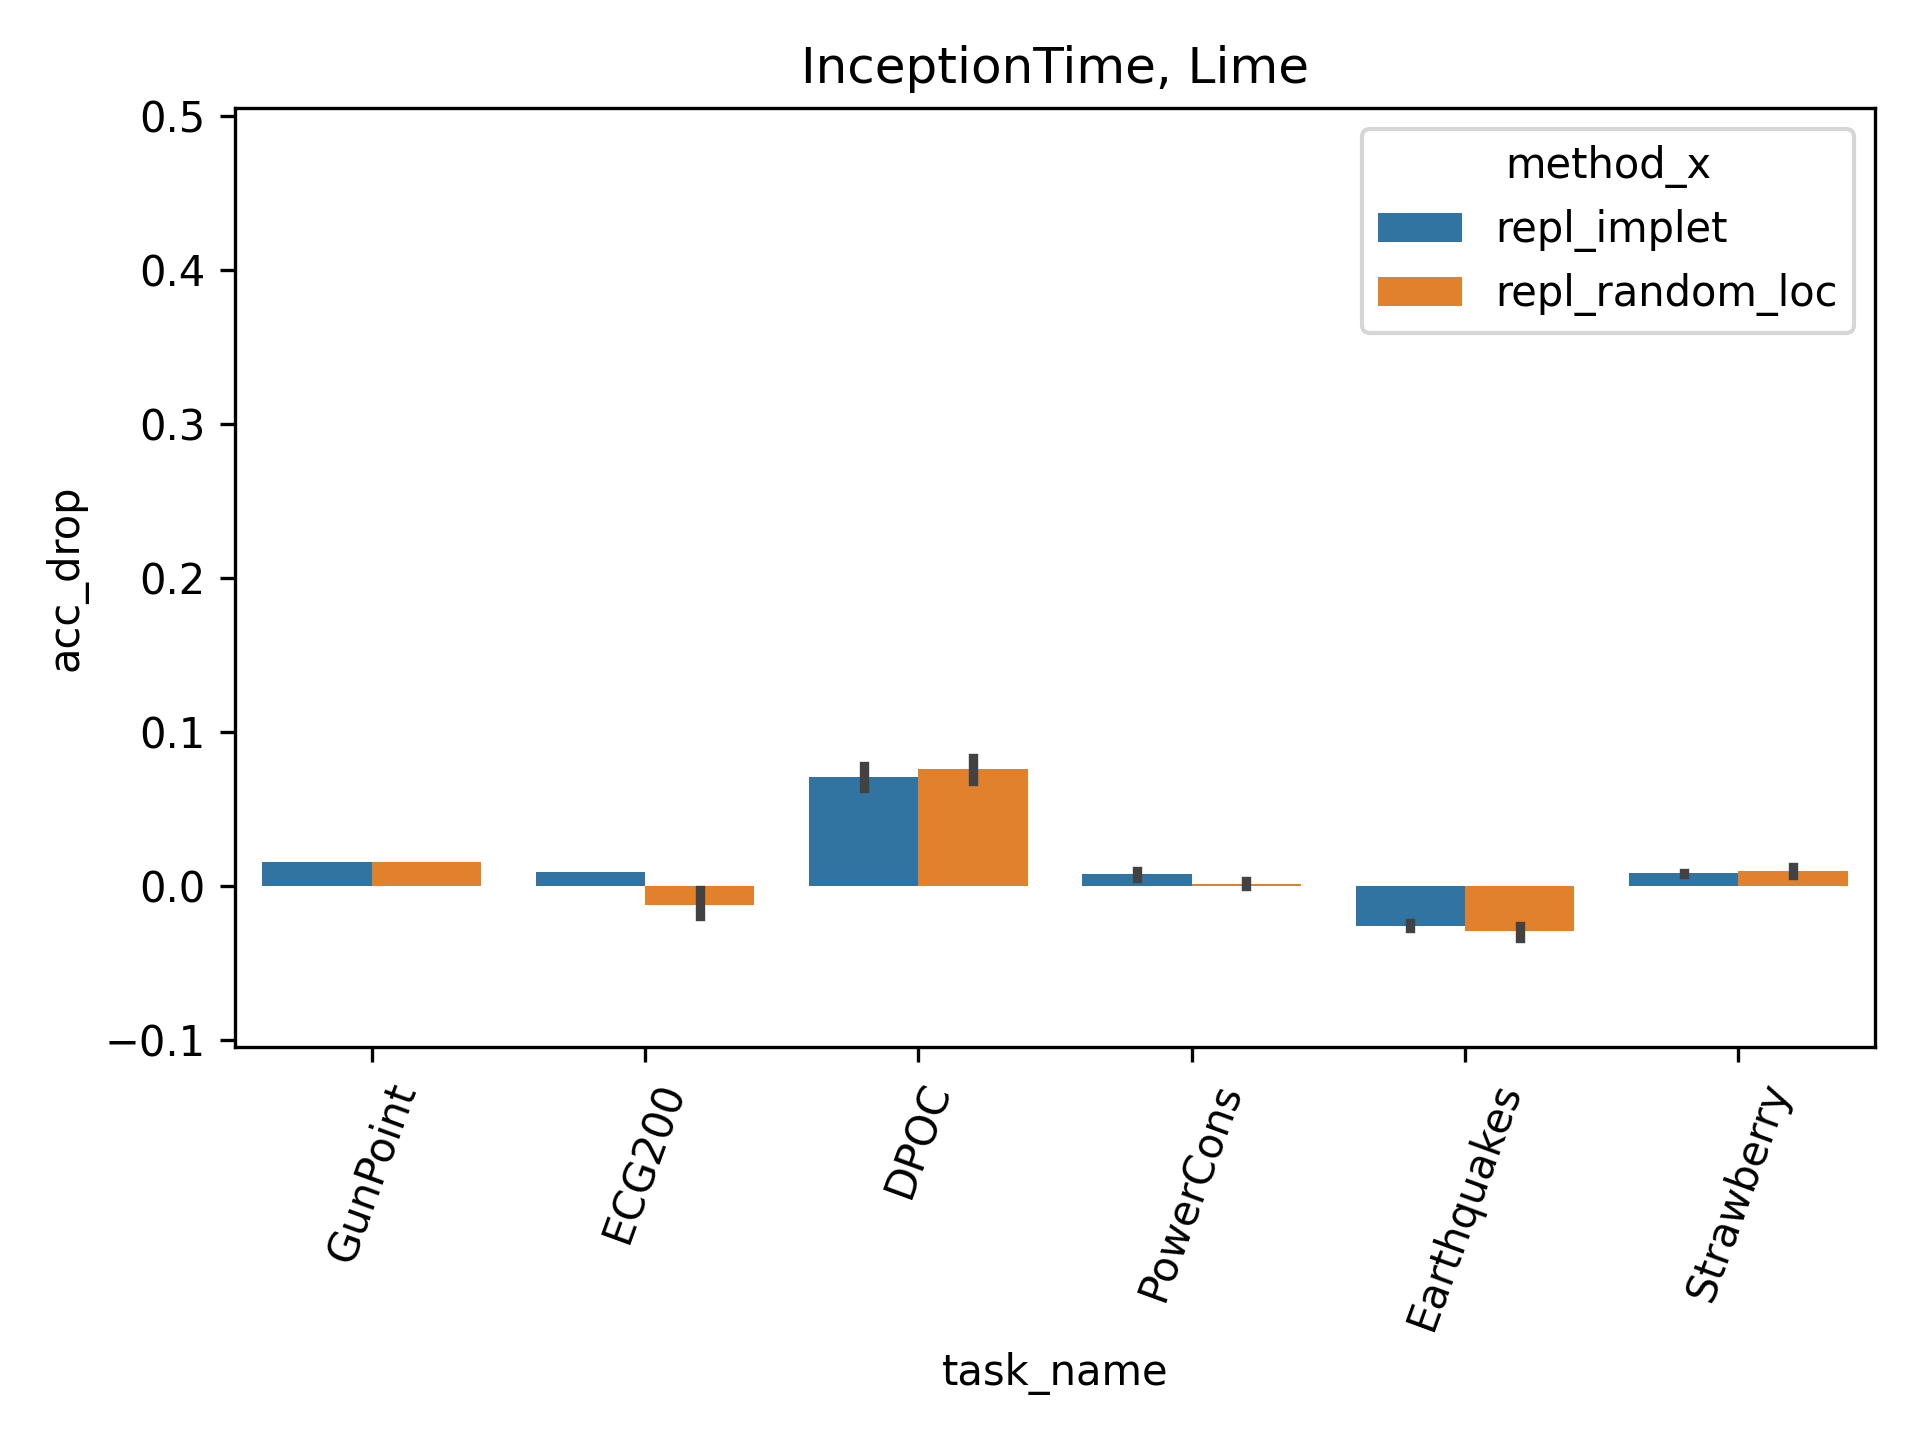 InceptionTime, Lime
0.5
0.4
0.3
0.2
0.1
0.0
−0.1
acc_drop
method_x
repl_implet
repl_random_loc
GunPoint
ECG200
DPOC
PowerCons
Earthquakes
Strawberry
task_name